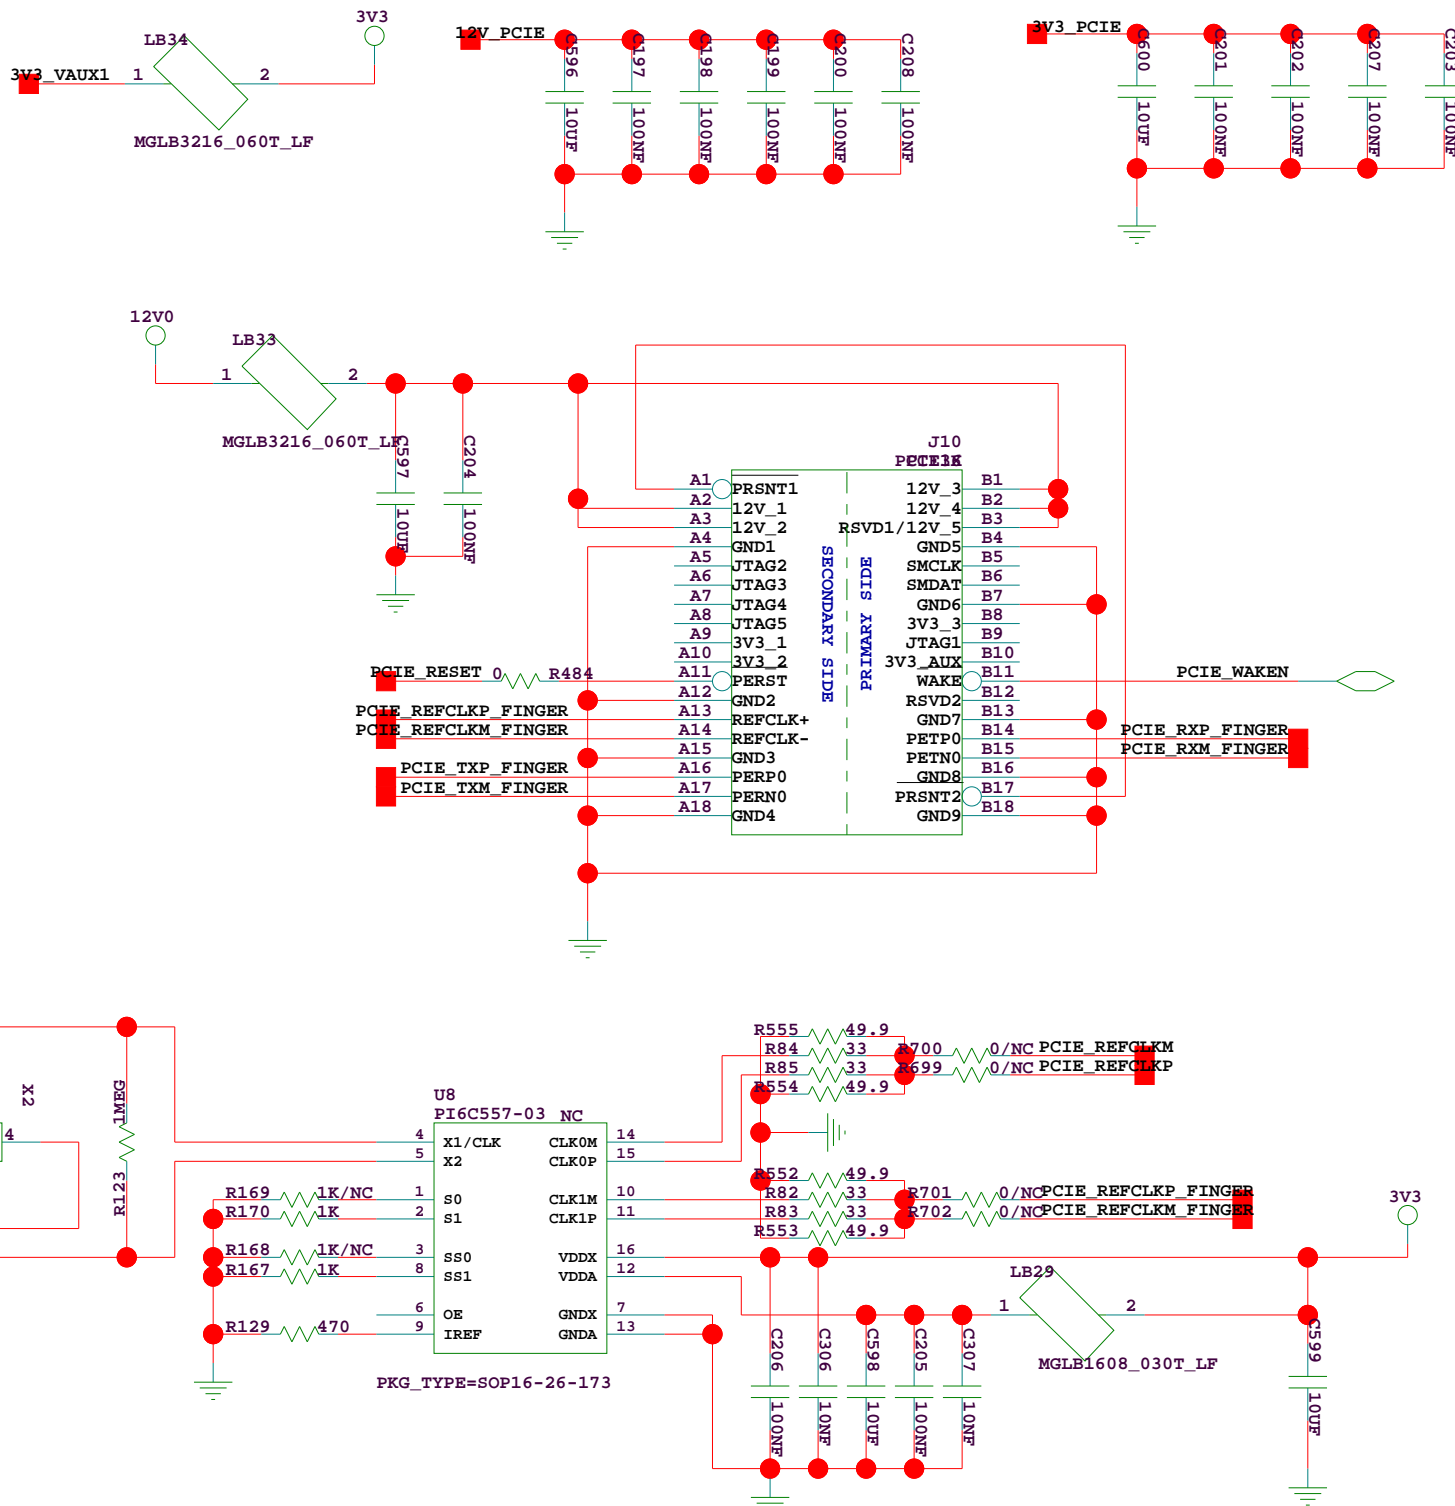 LB34
3V3
3V3_VAUX1
1
2
MGLB3216_060T_LF
12V_PCIE
C596
10UF
C197
100NF
C198
100NF
C199
100NF
C200
100NF
C208
100NF
3V3_PCIE
C600
10UF
C201
100NF
C202
100NF
C207
100NF
C203
100NF
12V0
LB33
1
2
MGLB3216_060T_LF
C597
10UF
C204
100NF
J10
A1 PRSNT1 12V_3 B1
A2 12V_1 12V_4 B2
A3 12V_2 RSVD1/12V_5 B3
A4 GND1 GND5 B4
A5 JTAG2 SMCLK B5
A6 JTAG3 SMDAT B6
A7 JTAG4 GND6 B7
A8 JTAG5 3V3_3 B8
A9 3V3_1 JTAG1 B9
A10 3V3_2 3V3_AUX B10
PCIE_RESET 0 R484 A11 PERST WAKE B11 PCIE_WAKEN
A12 GND2 RSVD2 B12
PCIE_REFCLKP_FINGER A13 REFCLK+ GND7 B13
PCIE_REFCLKM_FINGER A14 REFCLK- PETP0 B14 PCIE_RXP_FINGER
A15 GND3 PETN0 B15 PCIE_RXM_FINGER
PCIE_TXP_FINGER A16 PERP0 GND8 B16
PCIE_TXM_FINGER A17 PERN0 PRSNT2 B17
A18 GND4 GND9 B18
SECONDARY SIDE
PRIMARY SIDE
X2
4
1MEG
R123
U8
PI6C557-03 NC
4 X1/CLK CLK0M 14
5 X2 CLK0P 15
R169 1K/NC 1 S0 CLK1M 10
R170 1K 2 S1 CLK1P 11
R168 1K/NC 3 SS0 VDDX 16
R167 1K 8 SS1 VDDA 12
6 OE GNDX 7
R129 470 9 IREF GNDA 13
PKG_TYPE=SOP16-26-173
R555 49.9
R84 33 R700 0/NC PCIE_REFCLKM
R85 33 R699 0/NC PCIE_REFCLKP
R554 49.9
R552 49.9
R82 33 R701 0/NC PCIE_REFCLKP_FINGER
R83 33 R702 0/NC PCIE_REFCLKM_FINGER
R553 49.9
3V3
LB29
1
2
MGLB1608_030T_LF
C206
100NF
C306
10NF
C598
10UF
C205
100NF
C307
10NF
C599
10UF